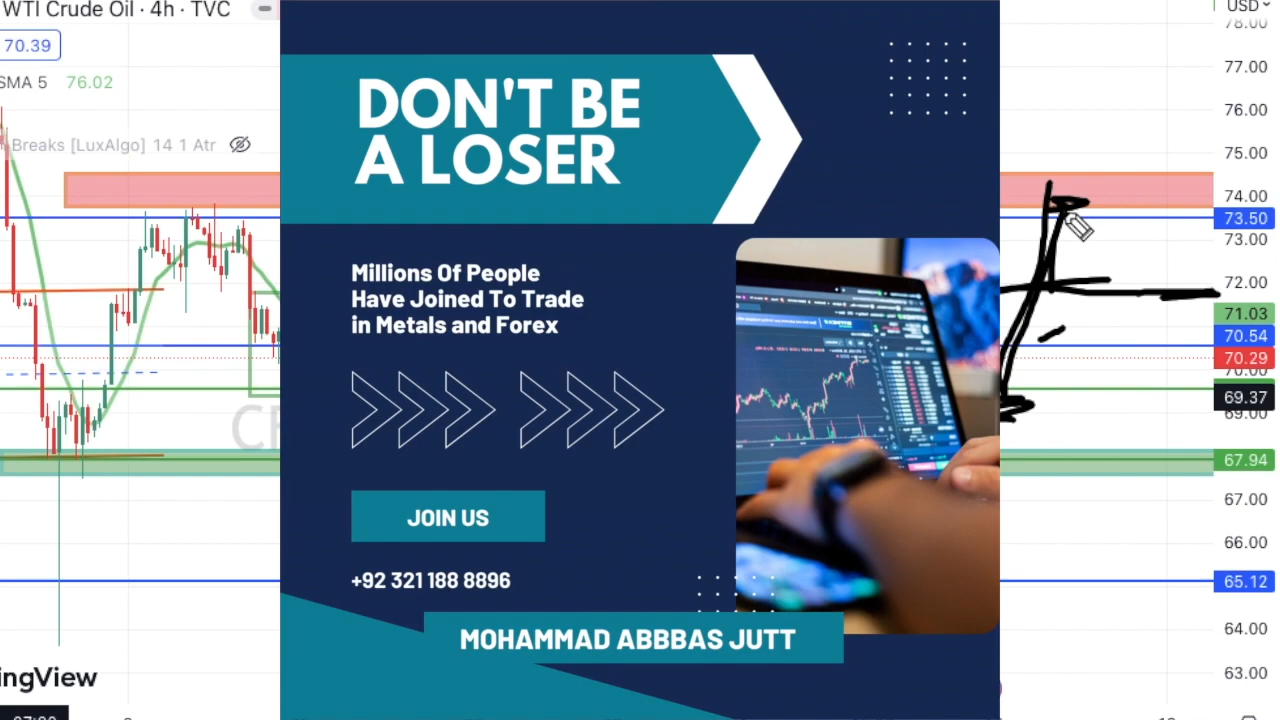 WTI Crude Oil · 4h · TVC
70.39
SMA 5 76.02
Breaks [LuxAlgo] 14 1 Atr
DON'T BE
A LOSER
Millions Of People
Have Joined To Trade
in Metals and Forex
JOIN US
+92 321 188 8896
MOHAMMAD ABBBAS JUTT
ingView
USD
78.00
77.00
76.00
75.00
74.00
73.50
73.00
72.00
71.03
70.54
70.29
70.00
69.37
69.00
67.94
67.00
66.00
65.12
64.00
63.00